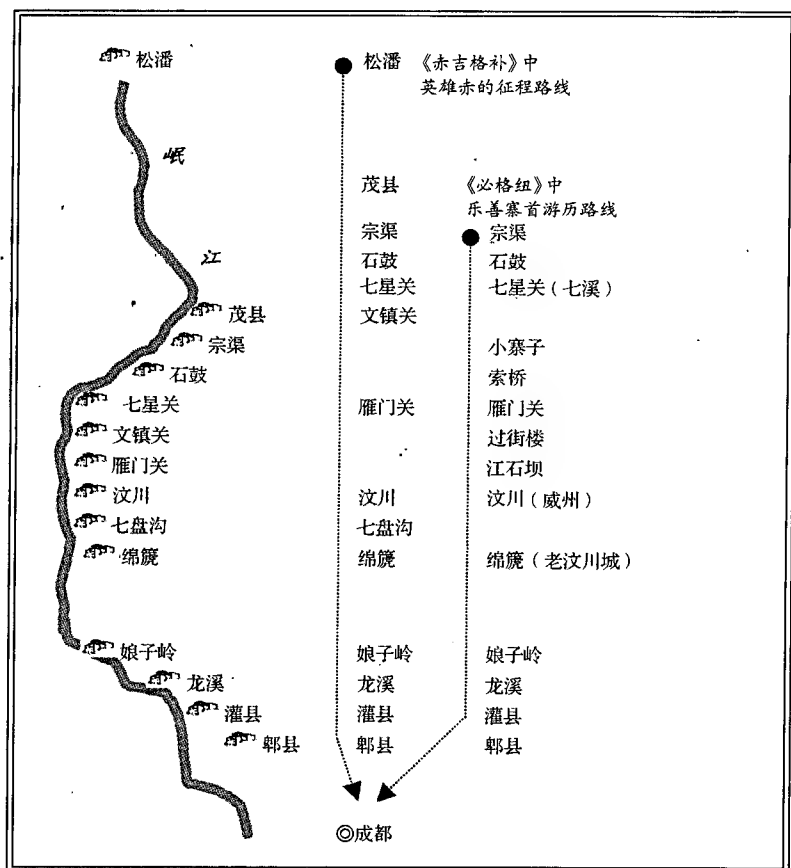 松潘
岷
江
茂县
宗渠
石鼓
七星关
文镇关
雁门关
汶川
七盘沟
绵篪
娘子岭
龙溪
灌县
郫县
松潘
《赤吉格补》中
英雄赤的征程路线
茂县
宗渠
石鼓
七星关
文镇关
雁门关
汶川
七盘沟
绵篪
娘子岭
龙溪
灌县
郫县
《必格纽》中
乐善寨首游历路线
宗渠
石鼓
七星关（七溪）
小寨子
索桥
雁门关
过街楼
江石坝
汶川（威州）
绵篪（老汶川城）
娘子岭
龙溪
灌县
郫县
◎成都